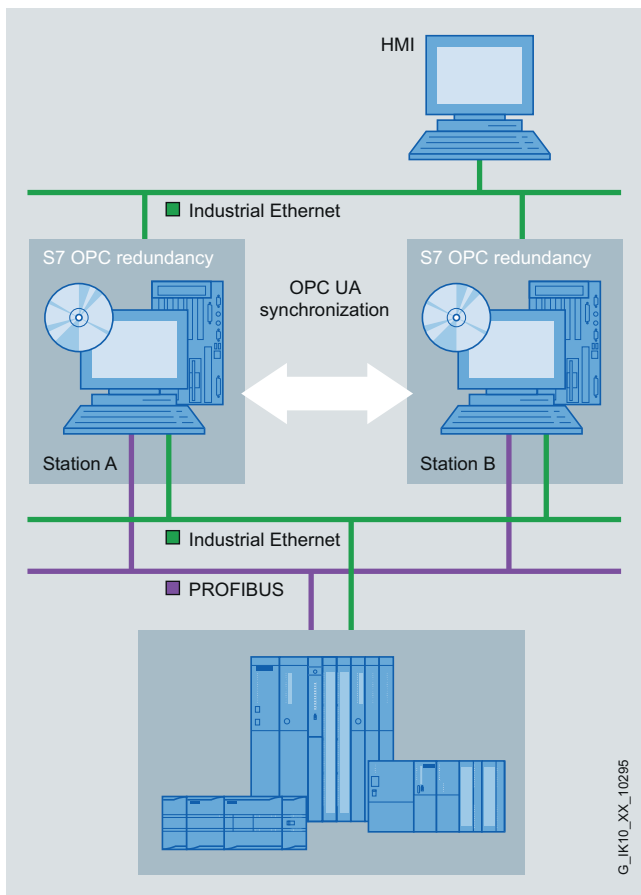 HMI
Industrial Ethernet
S7 OPC redundancy
S7 OPC redundancy
OPC UA
synchronization
Station A
Station B
Industrial Ethernet
PROFIBUS
G_IK10_XX_10295